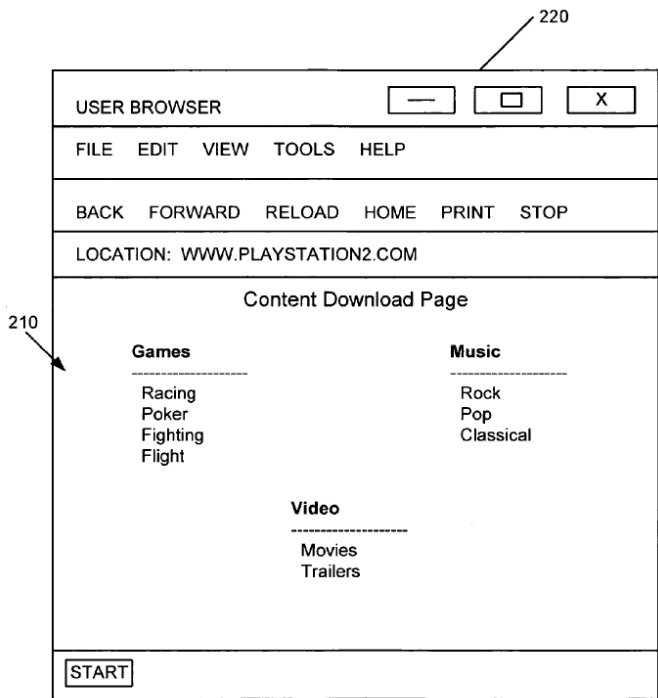 220
USER BROWSER — □ X
FILE EDIT VIEW TOOLS HELP
BACK FORWARD RELOAD HOME PRINT STOP
LOCATION: WWW.PLAYSTATION2.COM
Content Download Page
210
Games
--------------------
Racing
Poker
Fighting
Flight
Music
--------------------
Rock
Pop
Classical
Video
--------------------
Movies
Trailers
START